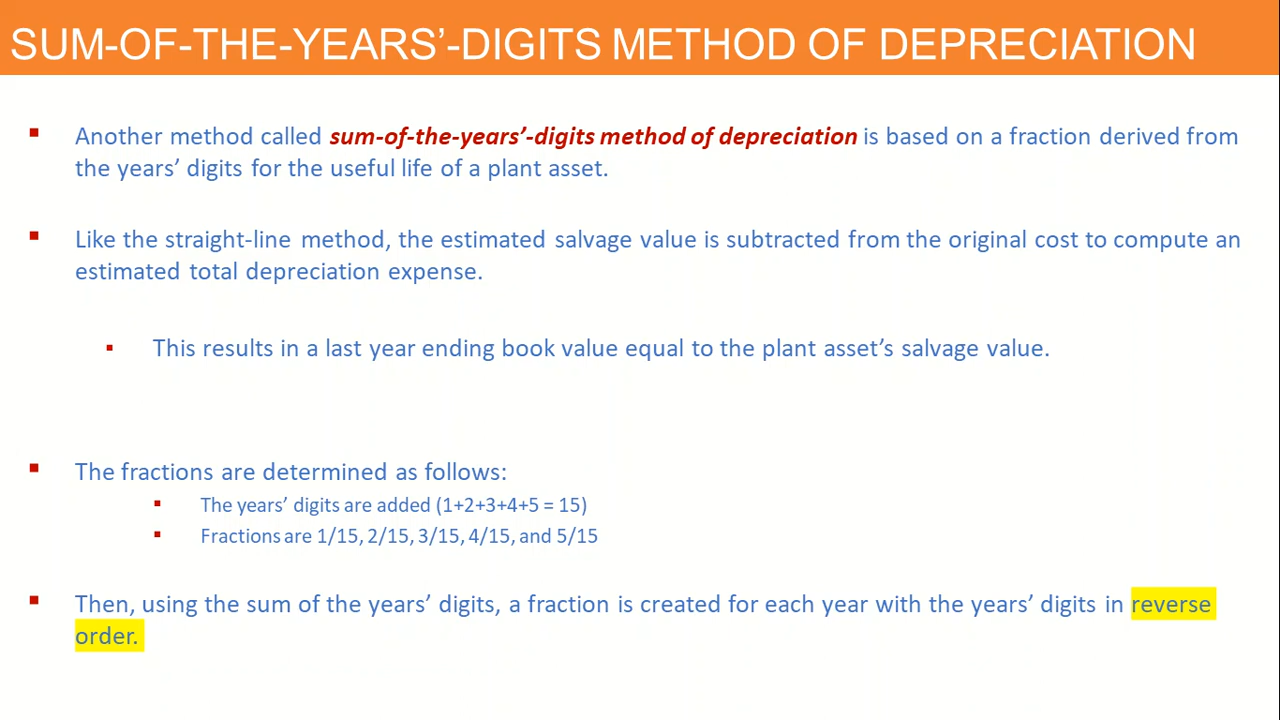 SUM-OF-THE-YEARS’-DIGITS METHOD OF DEPRECIATION
Another method called sum-of-the-years’-digits method of depreciation is based on a fraction derived from
the years’ digits for the useful life of a plant asset.
Like the straight-line method, the estimated salvage value is subtracted from the original cost to compute an
estimated total depreciation expense.
This results in a last year ending book value equal to the plant asset’s salvage value.
The fractions are determined as follows:
The years’ digits are added (1+2+3+4+5 = 15)
Fractions are 1/15, 2/15, 3/15, 4/15, and 5/15
Then, using the sum of the years’ digits, a fraction is created for each year with the years’ digits in reverse
order.